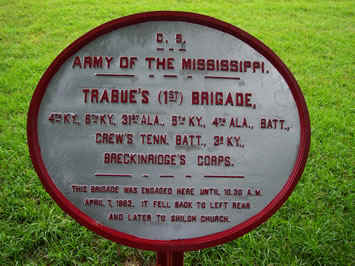 C. S.
ARMY OF THE MISSISSIPPI.
TRABUE'S (1ST) BRIGADE,
4TH KY., 6TH KY., 31ST ALA., 5TH KY., 4TH ALA., BATT.,
CREW'S TENN. BATT., 3D KY.,
BRECKINRIDGE'S CORPS.
THIS BRIGADE WAS ENGAGED HERE UNTIL 10.30 A.M.
APRIL 7, 1862. IT FELL BACK TO LEFT REAR
AND LATER TO SHILOH CHURCH.